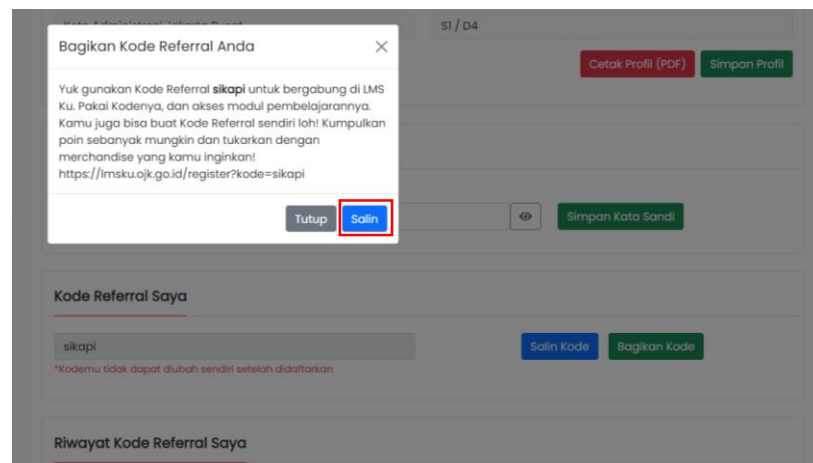 Kota Administrasi Jakarta Pusat
S1 / D4
Bagikan Kode Referral Anda
Cetak Profil (PDF)
Simpan Profil
Yuk gunakan Kode Referral sikapi untuk bergabung di LMS
Ku. Pakai Kodenya, dan akses modul pembelajarannya.
Kamu juga bisa buat Kode Referral sendiri loh! Kumpulkan
poin sebanyak mungkin dan tukarkan dengan
merchandise yang kamu inginkan!
https://lmsku.ojk.go.id/register?kode=sikapi
Tutup
Salin
Simpan Kata Sandi
Kode Referral Saya
sikapi
Salin Kode
Bagikan Kode
*Kodemu tidak dapat diubah sendiri setelah didaftarkan
Riwayat Kode Referral Saya